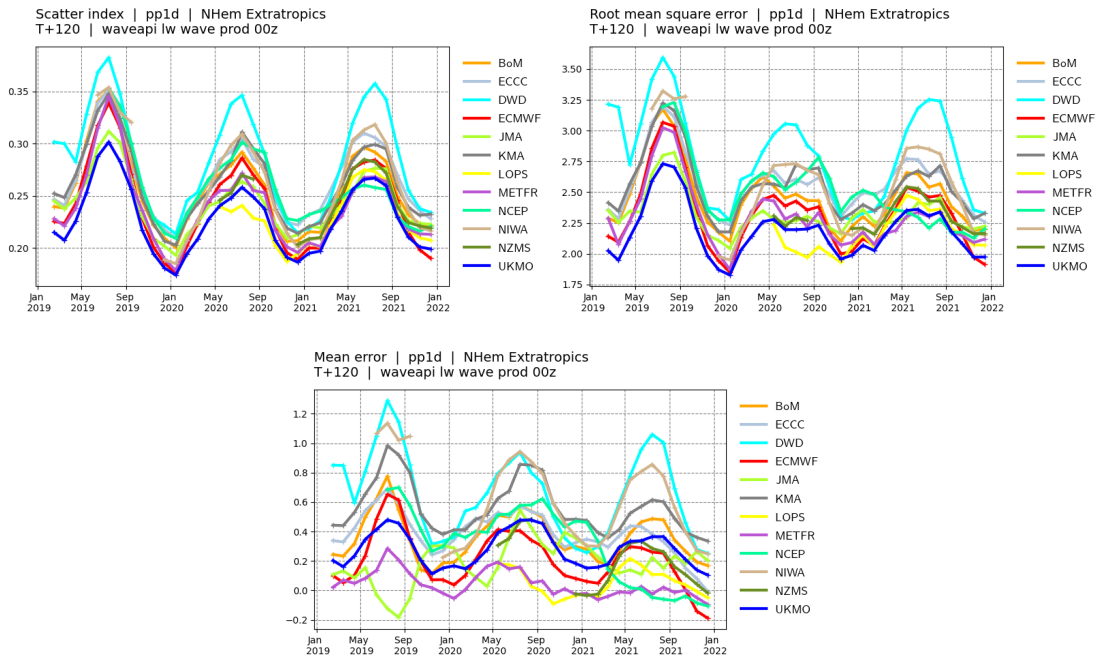 Scatter index | pp1d | NHem Extratropics
T+120 | waveapi lw wave prod 00z
0.35
0.30
0.25
0.20
Jan 2019
May 2019
Sep 2019
Jan 2020
May 2020
Sep 2020
Jan 2021
May 2021
Sep 2021
Jan 2022
BoM
ECCC
DWD
ECMWF
JMA
KMA
LOPS
METFR
NCEP
NIWA
NZMS
UKMO
Root mean square error | pp1d | NHem Extratropics
T+120 | waveapi lw wave prod 00z
3.50
3.25
3.00
2.75
2.50
2.25
2.00
1.75
Jan 2019
May 2019
Sep 2019
Jan 2020
May 2020
Sep 2020
Jan 2021
May 2021
Sep 2021
Jan 2022
BoM
ECCC
DWD
ECMWF
JMA
KMA
LOPS
METFR
NCEP
NIWA
NZMS
UKMO
Mean error | pp1d | NHem Extratropics
T+120 | waveapi lw wave prod 00z
1.2
1.0
0.8
0.6
0.4
0.2
0.0
−0.2
Jan 2019
May 2019
Sep 2019
Jan 2020
May 2020
Sep 2020
Jan 2021
May 2021
Sep 2021
Jan 2022
BoM
ECCC
DWD
ECMWF
JMA
KMA
LOPS
METFR
NCEP
NIWA
NZMS
UKMO